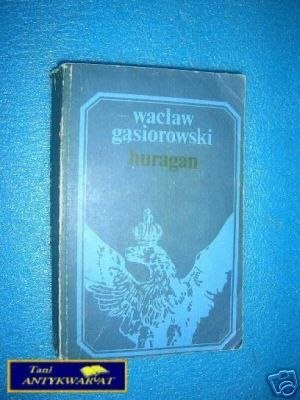 wacław
gąsiorowski
huragan
Tani
ANTYKWARYAT